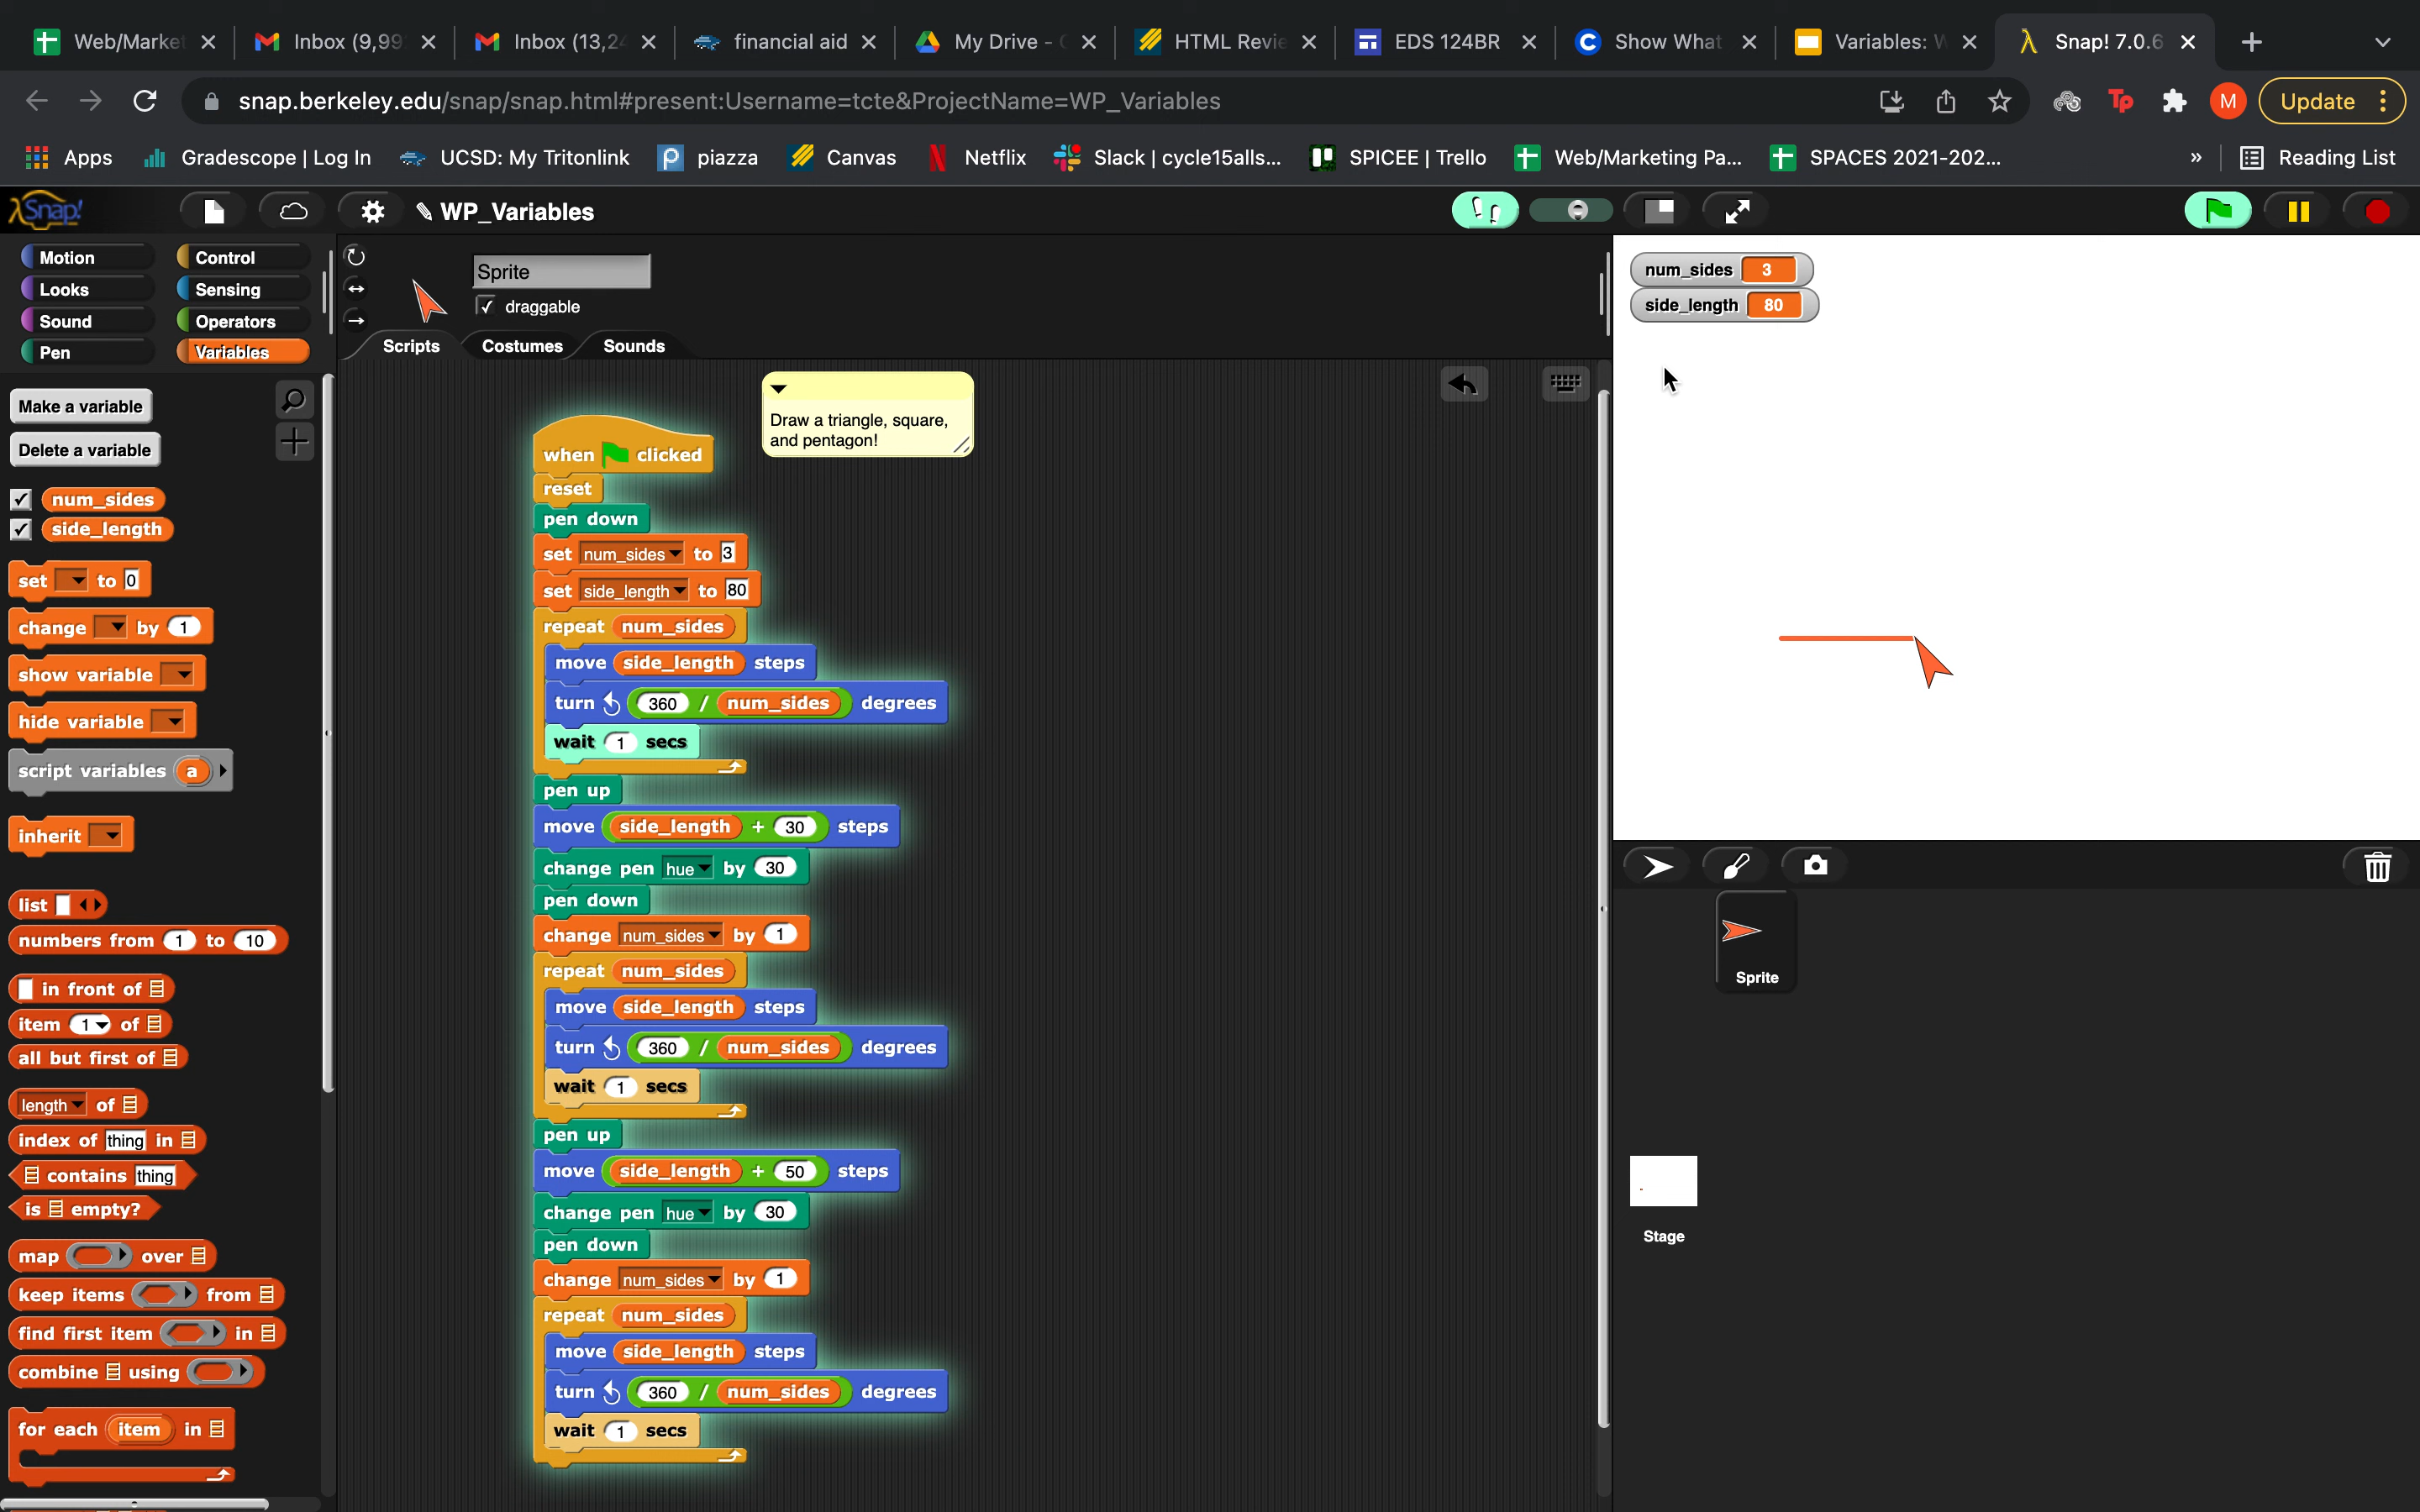 Web/Market
Inbox (9,99
Inbox (13,24
financial aid
My Drive -
HTML Revie
EDS 124BR
Show What
Variables: W
Snap! 7.0.6
snap.berkeley.edu/snap/snap.html#present:Username=tcte&ProjectName=WP_Variables
Tp
M
Update
Apps
Gradescope | Log In
UCSD: My Tritonlink
piazza
Canvas
Netflix
Slack | cycle15alls...
SPICEE | Trello
Web/Marketing Pa...
SPACES 2021-202...
»
Reading List
Snap!
WP_Variables
Motion
Control
Looks
Sensing
Sound
Operators
Pen
Variables
Make a variable
Delete a variable
num_sides
side_length
set to 0
change by 1
show variable
hide variable
script variables a
inherit
list
numbers from 1 to 10
in front of
item 1 of
all but first of
length of
index of thing in
contains thing
is empty?
map over
keep items from
find first item in
combine using
for each item in
Sprite
draggable
Scripts
Costumes
Sounds
Draw a triangle, square,
and pentagon!
when clicked
reset
pen down
set num_sides to 3
set side_length to 80
repeat num_sides
move side_length steps
turn 360 / num_sides degrees
wait 1 secs
pen up
move side_length + 30 steps
change pen hue by 30
pen down
change num_sides by 1
repeat num_sides
move side_length steps
turn 360 / num_sides degrees
wait 1 secs
pen up
move side_length + 50 steps
change pen hue by 30
pen down
change num_sides by 1
repeat num_sides
move side_length steps
turn 360 / num_sides degrees
wait 1 secs
num_sides 3
side_length 80
Sprite
Stage